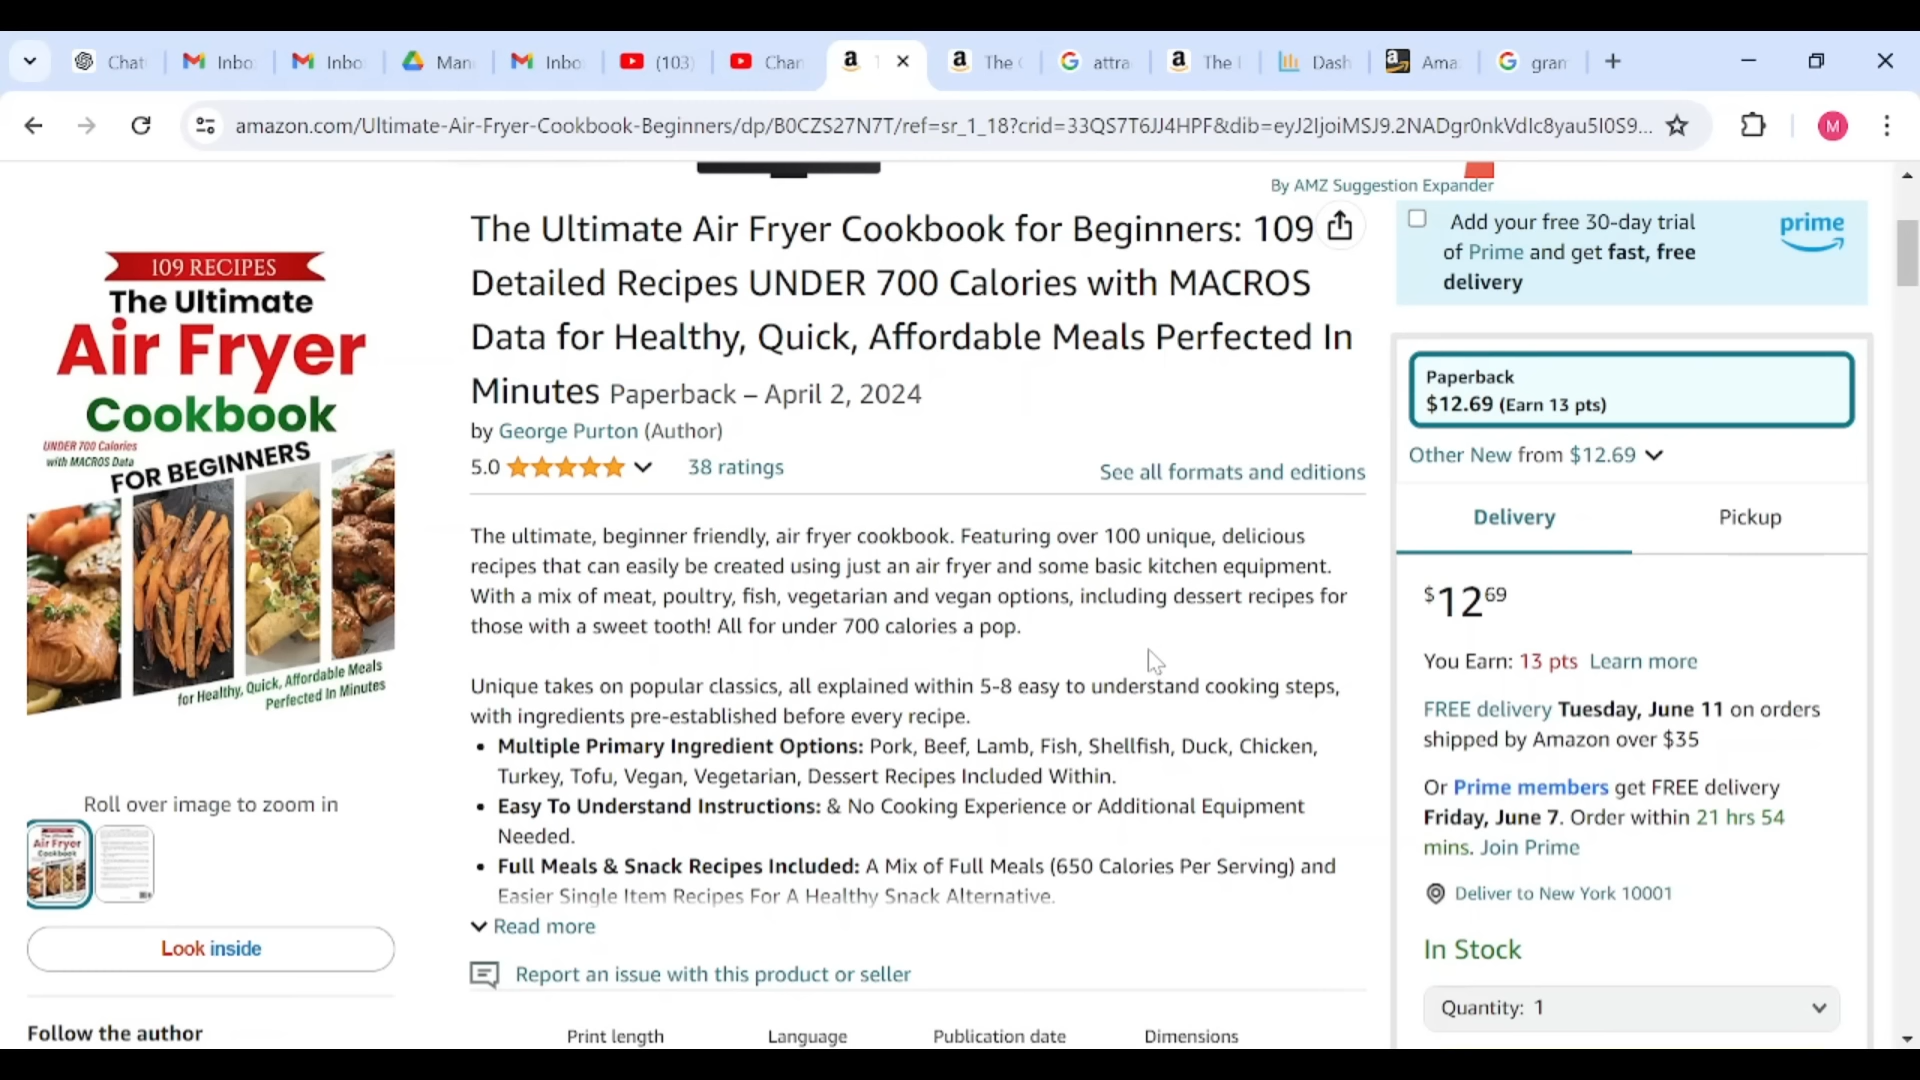 Chat
Inbo
Inbo
Man
Inbo
(103)
Chan
The (
attra
The
Dash
Ama
gran
amazon.com/Ultimate-Air-Fryer-Cookbook-Beginners/dp/B0CZS27N7T/ref=sr_1_18?crid=33QS7T6JJ4HPF&dib=eyJ2IjoiMSJ9.2NADgr0nkVdIc8yau5I0S9...
M
By AMZ Suggestion Expander
109 RECIPES
The Ultimate
Air Fryer
Cookbook
UNDER 700 Calories
with MACROS Data
FOR BEGINNERS
for Healthy, Quick, Affordable Meals
Perfected In Minutes
Roll over image to zoom in
Look inside
Follow the author
The Ultimate Air Fryer Cookbook for Beginners: 109
Detailed Recipes UNDER 700 Calories with MACROS
Data for Healthy, Quick, Affordable Meals Perfected In
Minutes Paperback – April 2, 2024
by George Purton (Author)
5.0 38 ratings
See all formats and editions
The ultimate, beginner friendly, air fryer cookbook. Featuring over 100 unique, delicious
recipes that can easily be created using just an air fryer and some basic kitchen equipment.
With a mix of meat, poultry, fish, vegetarian and vegan options, including dessert recipes for
those with a sweet tooth! All for under 700 calories a pop.
Unique takes on popular classics, all explained within 5-8 easy to understand cooking steps,
with ingredients pre-established before every recipe.
• Multiple Primary Ingredient Options: Pork, Beef, Lamb, Fish, Shellfish, Duck, Chicken,
Turkey, Tofu, Vegan, Vegetarian, Dessert Recipes Included Within.
• Easy To Understand Instructions: & No Cooking Experience or Additional Equipment
Needed.
• Full Meals & Snack Recipes Included: A Mix of Full Meals (650 Calories Per Serving) and
Easier Single Item Recipes For A Healthy Snack Alternative.
Read more
Report an issue with this product or seller
Print length Language Publication date Dimensions
Add your free 30-day trial
of Prime and get fast, free
delivery
prime
Paperback
$12.69 (Earn 13 pts)
Other New from $12.69
Delivery
Pickup
$12 69
You Earn: 13 pts Learn more
FREE delivery Tuesday, June 11 on orders
shipped by Amazon over $35
Or Prime members get FREE delivery
Friday, June 7. Order within 21 hrs 54
mins. Join Prime
Deliver to New York 10001
In Stock
Quantity: 1